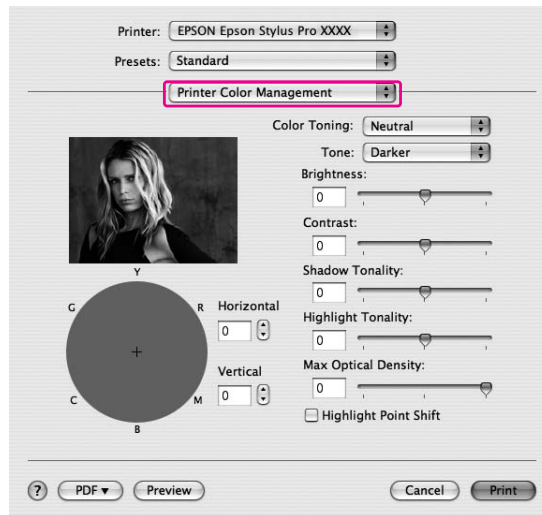 Printer: EPSON Epson Stylus Pro XXXX
Presets: Standard
Printer Color Management
Color Toning: Neutral
Tone: Darker
Brightness:
0
Contrast:
0
Shadow Tonality:
0
Highlight Tonality:
0
Max Optical Density:
0
Highlight Point Shift
Y
G R
C M
B
Horizontal
0
Vertical
0
? PDF▼ Preview Cancel Print